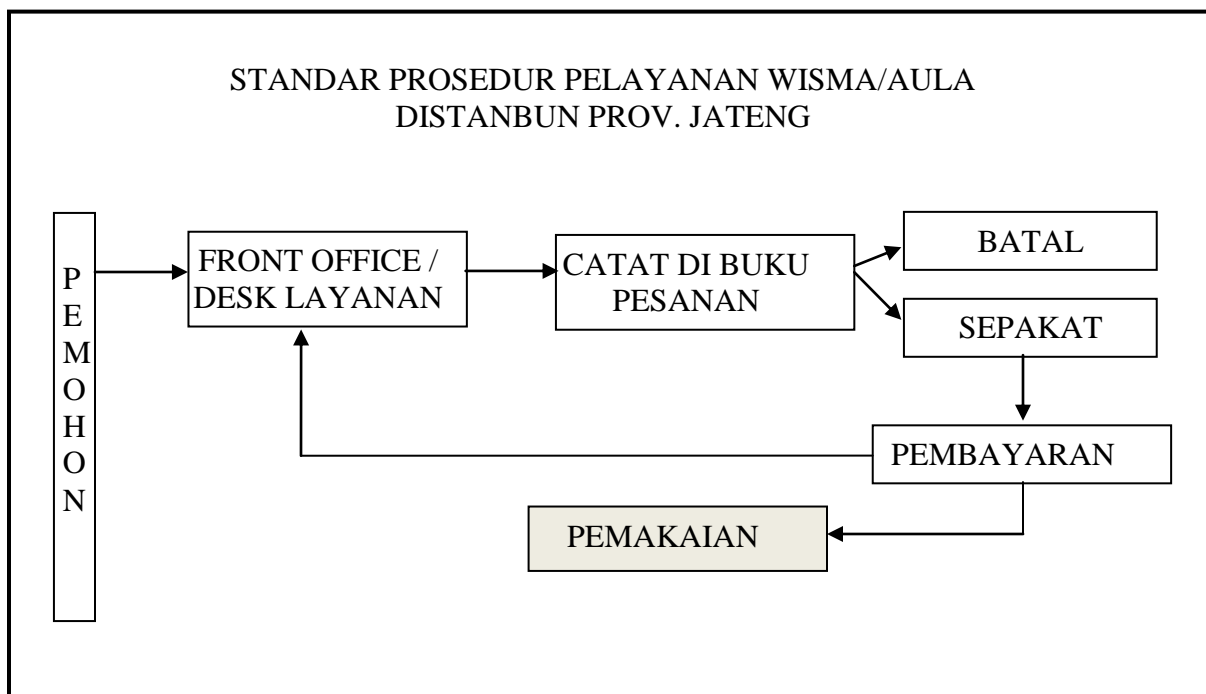 STANDAR PROSEDUR PELAYANAN WISMA/AULA
DISTANBUN PROV. JATENG
PEMOHON
FRONT OFFICE /
DESK LAYANAN
CATAT DI BUKU
PESANAN
BATAL
SEPAKAT
PEMBAYARAN
PEMAKAIAN